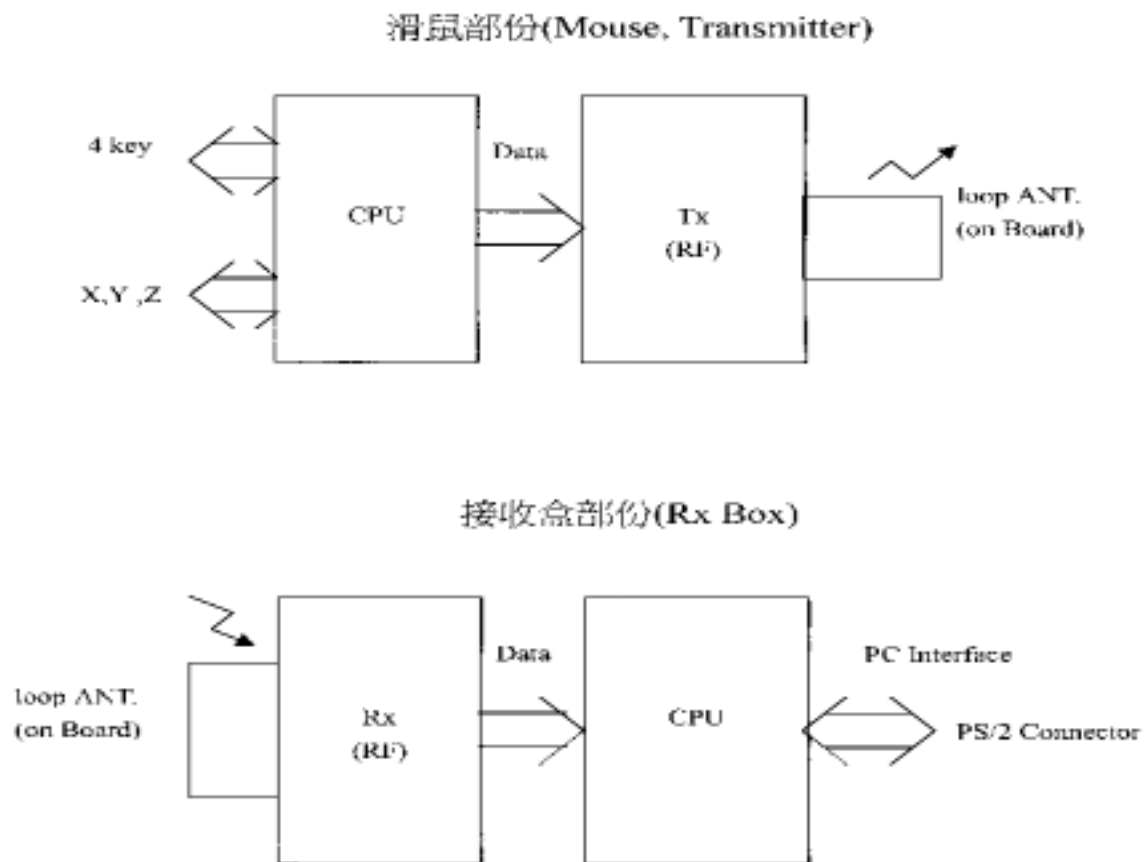 滑鼠部份(Mouse, Transmitter)
4 key
Data
CPU
Tx
(RF)
loop ANT.
(on Board)
X,Y ,Z
接收盒部份(Rx Box)
Data
PC Interface
loop ANT.
(on Board)
Rx
(RF)
CPU
PS/2 Connector